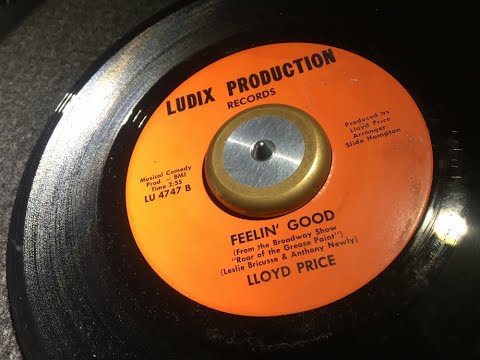 LUDIX PRODUCTION
RECORDS
Produced by
Lloyd Price
Arranger
Slide Hampton
Musical Comedy
Prod. - BMI
Time 2:55
LU 4747 B
FEELIN' GOOD
(From the Broadway Show
"Roar of the Grease Paint")
(Leslie Bricusse & Anthony Newly)
LLOYD PRICE